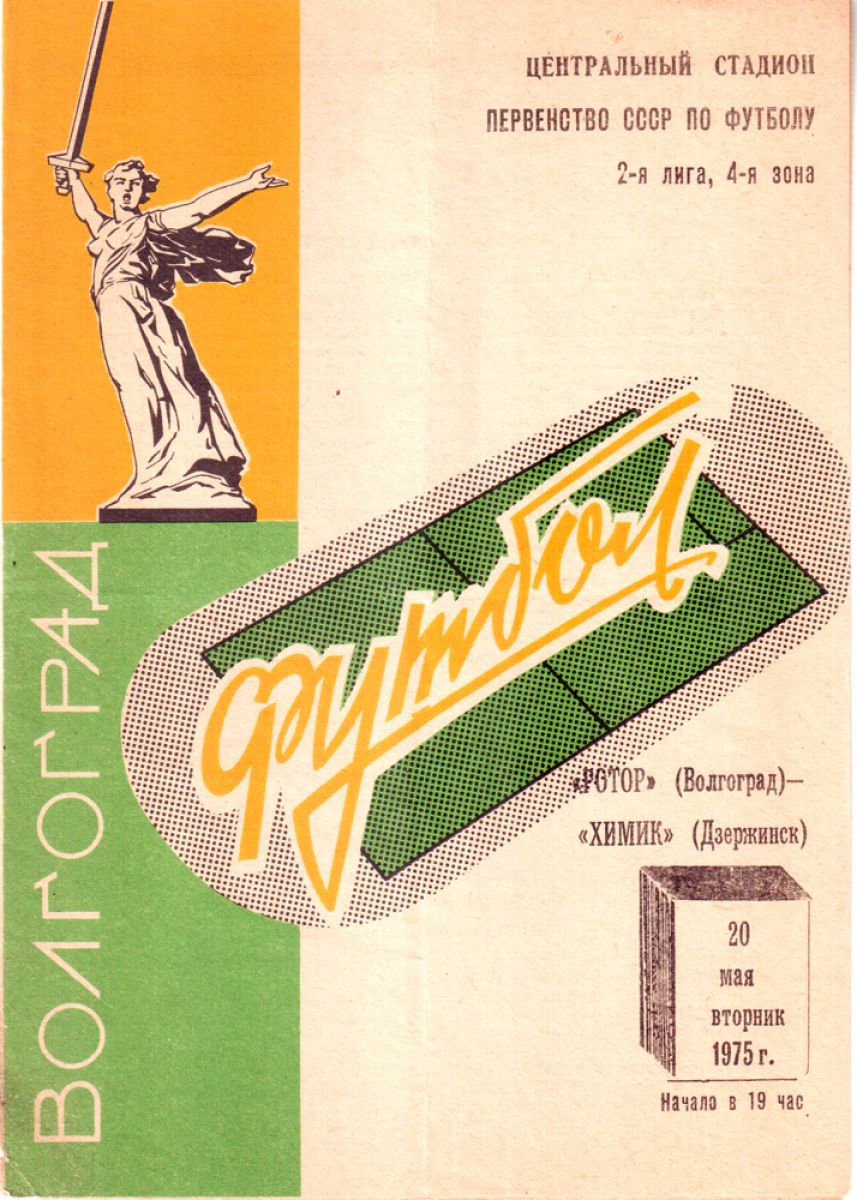 ЦЕНТРАЛЬНЫЙ СТАДИОН
ПЕРВЕНСТВО СССР ПО ФУТБОЛУ
2-я лига, 4-я зона
ВОЛГОГРАД
футбол
«РОТОР» (Волгоград)—
«ХИМИК» (Дзержинск)
20
мая
вторник
1975 г.
Начало в 19 час